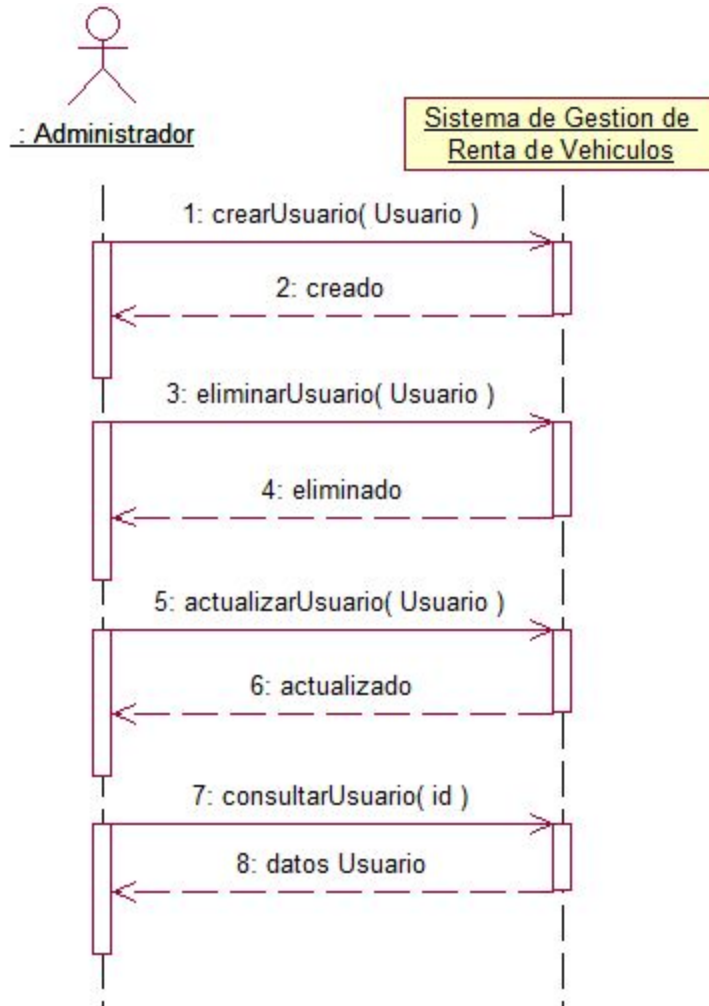 : Administrador
Sistema de Gestion de
Renta de Vehiculos
1: crearUsuario( Usuario )
2: creado
3: eliminarUsuario( Usuario )
4: eliminado
5: actualizarUsuario( Usuario )
6: actualizado
7: consultarUsuario( id )
8: datos Usuario